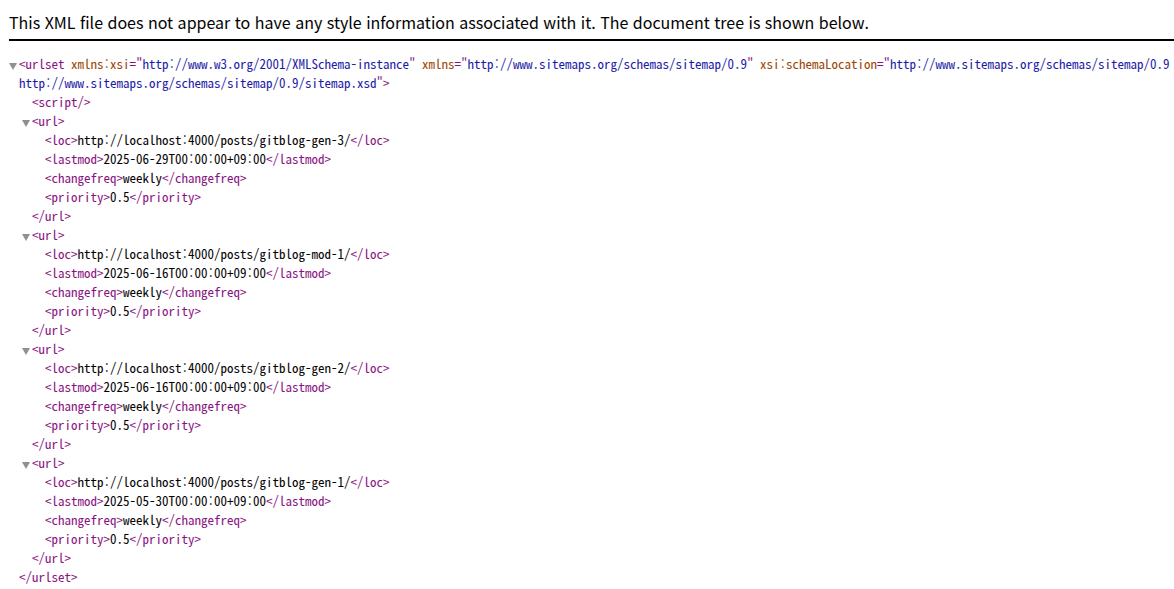 This XML file does not appear to have any style information associated with it. The document tree is shown below.
<urlset xmlns:xsi="http://www.w3.org/2001/XMLSchema-instance" xmlns="http://www.sitemaps.org/schemas/sitemap/0.9" xsi:schemaLocation="http://www.sitemaps.org/schemas/sitemap/0.9
http://www.sitemaps.org/schemas/sitemap/0.9/sitemap.xsd">
<script/>
<url>
<loc>http://localhost:4000/posts/gitblog-gen-3/</loc>
<lastmod>2025-06-29T00:00:00+09:00</lastmod>
<changefreq>weekly</changefreq>
<priority>0.5</priority>
</url>
<url>
<loc>http://localhost:4000/posts/gitblog-mod-1/</loc>
<lastmod>2025-06-16T00:00:00+09:00</lastmod>
<changefreq>weekly</changefreq>
<priority>0.5</priority>
</url>
<url>
<loc>http://localhost:4000/posts/gitblog-gen-2/</loc>
<lastmod>2025-06-16T00:00:00+09:00</lastmod>
<changefreq>weekly</changefreq>
<priority>0.5</priority>
</url>
<url>
<loc>http://localhost:4000/posts/gitblog-gen-1/</loc>
<lastmod>2025-05-30T00:00:00+09:00</lastmod>
<changefreq>weekly</changefreq>
<priority>0.5</priority>
</url>
</urlset>